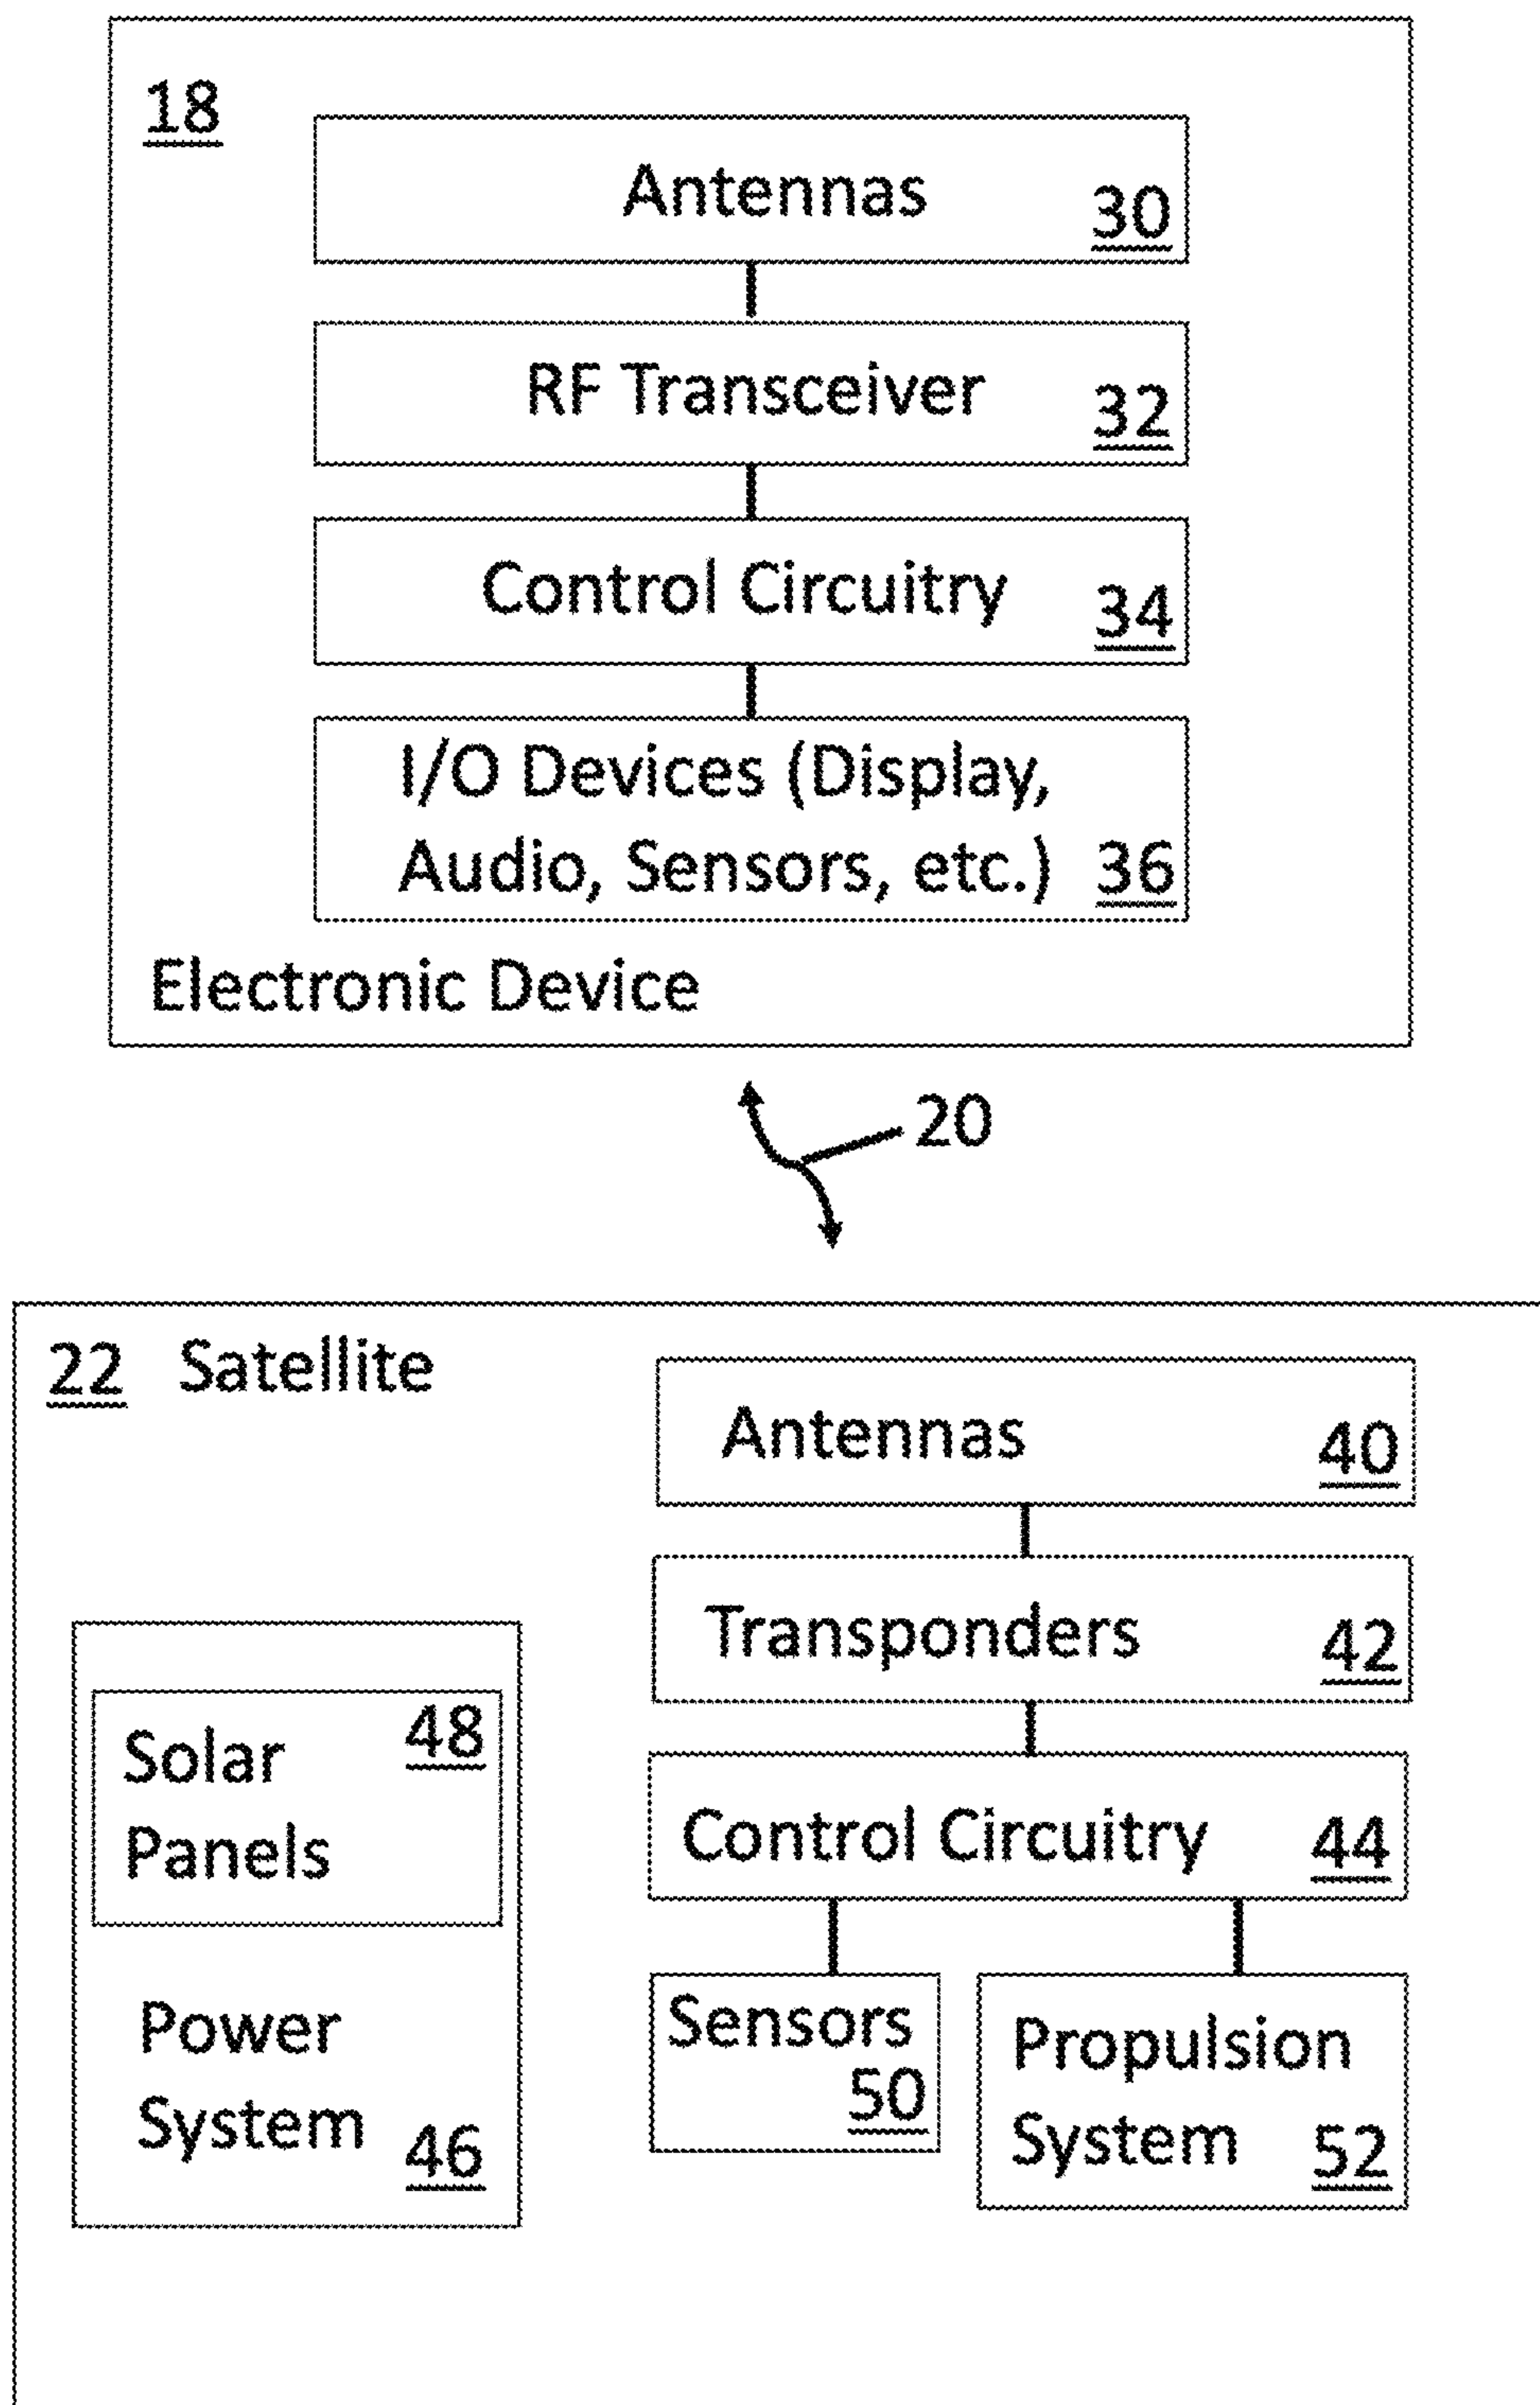 18
Antennas
30
RF Transceiver
32
Control Circuitry
34
I/O Devices (Display,
Audio, Sensors, etc.) 36
Electronic Device
20
22 Satellite
Antennas
40
Transponders
42
Solar
48
Panels
Control Circuitry
44
Power
System
46
Sensors
50
Propulsion
System 52